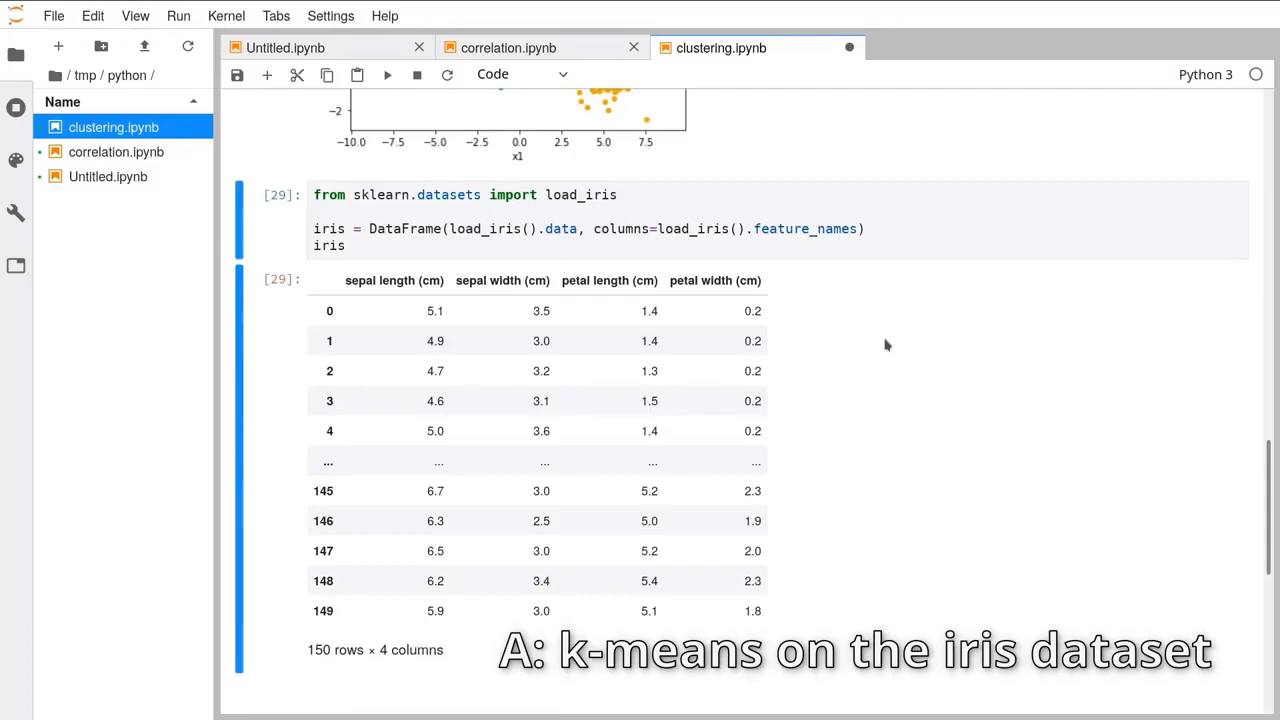 File Edit View Run Kernel Tabs Settings Help
/ tmp / python /
Name
clustering.ipynb
correlation.ipynb
Untitled.ipynb
Untitled.ipynb correlation.ipynb clustering.ipynb
Code Python 3
−2
−10.0 −7.5 −5.0 −2.5 0.0 2.5 5.0 7.5
x1
[29]: from sklearn.datasets import load_iris
iris = DataFrame(load_iris().data, columns=load_iris().feature_names)
iris
[29]: sepal length (cm) sepal width (cm) petal length (cm) petal width (cm)
0 5.1 3.5 1.4 0.2
1 4.9 3.0 1.4 0.2
2 4.7 3.2 1.3 0.2
3 4.6 3.1 1.5 0.2
4 5.0 3.6 1.4 0.2
... ... ... ... ...
145 6.7 3.0 5.2 2.3
146 6.3 2.5 5.0 1.9
147 6.5 3.0 5.2 2.0
148 6.2 3.4 5.4 2.3
149 5.9 3.0 5.1 1.8
150 rows × 4 columns
A: k-means on the iris dataset